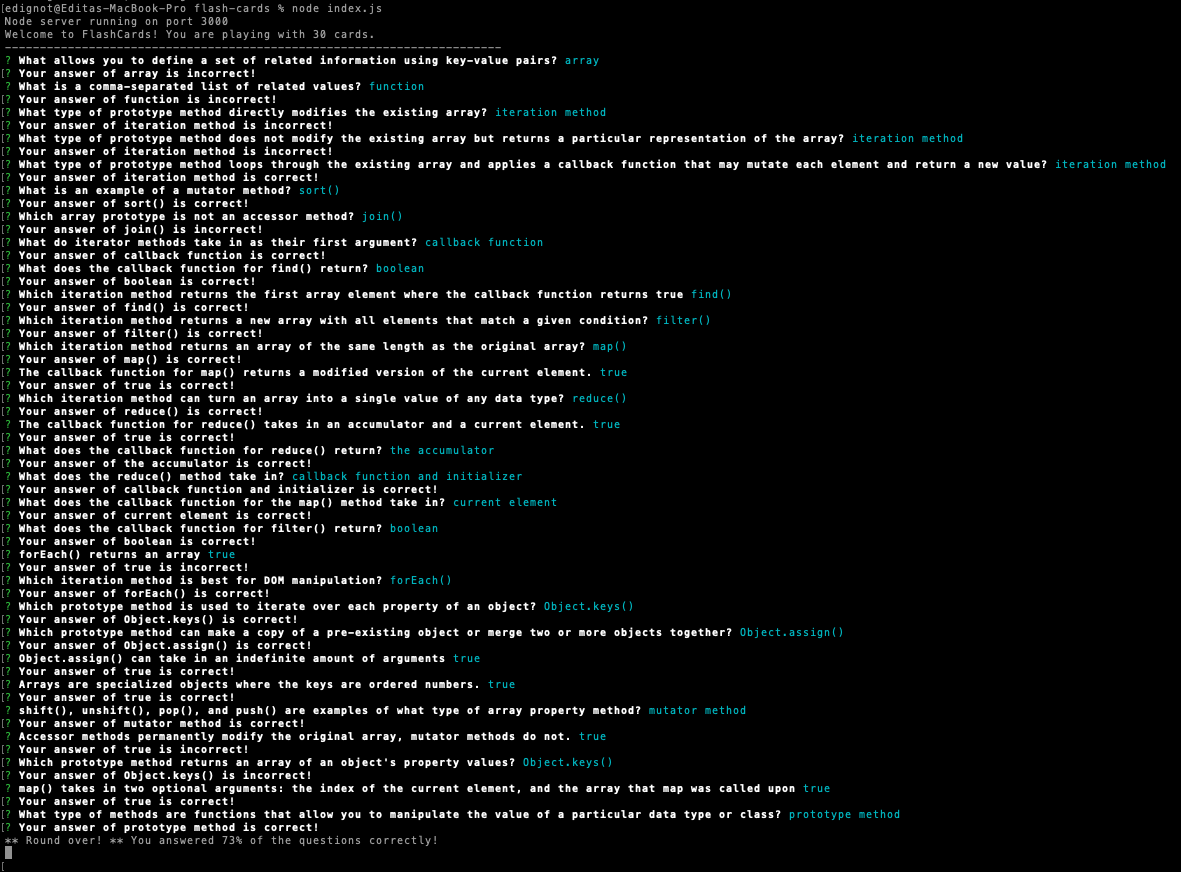 [edignot@Editas-MacBook-Pro flash-cards % node index.js
Node server running on port 3000
Welcome to FlashCards! You are playing with 30 cards.
-----------------------------------------------------------------------
? What allows you to define a set of related information using key-value pairs? array
[? Your answer of array is incorrect!
? What is a comma-separated list of related values? function
[? Your answer of function is incorrect!
[? What type of prototype method directly modifies the existing array? iteration method
[? Your answer of iteration method is incorrect!
[? What type of prototype method does not modify the existing array but returns a particular representation of the array? iteration method
[? Your answer of iteration method is incorrect!
[? What type of prototype method loops through the existing array and applies a callback function that may mutate each element and return a new value? iteration method
[? Your answer of iteration method is correct!
[? What is an example of a mutator method? sort()
[? Your answer of sort() is correct!
[? Which array prototype is not an accessor method? join()
[? Your answer of join() is incorrect!
[? What do iterator methods take in as their first argument? callback function
[? Your answer of callback function is correct!
[? What does the callback function for find() return? boolean
[? Your answer of boolean is correct!
[? Which iteration method returns the first array element where the callback function returns true find()
[? Your answer of find() is correct!
[? Which iteration method returns a new array with all elements that match a given condition? filter()
[? Your answer of filter() is correct!
[? Which iteration method returns an array of the same length as the original array? map()
[? Your answer of map() is correct!
[? The callback function for map() returns a modified version of the current element. true
[? Your answer of true is correct!
[? Which iteration method can turn an array into a single value of any data type? reduce()
[? Your answer of reduce() is correct!
? The callback function for reduce() takes in an accumulator and a current element. true
[? Your answer of true is correct!
[? What does the callback function for reduce() return? the accumulator
[? Your answer of the accumulator is correct!
? What does the reduce() method take in? callback function and initializer
[? Your answer of callback function and initializer is correct!
[? What does the callback function for the map() method take in? current element
[? Your answer of current element is correct!
[? What does the callback function for filter() return? boolean
[? Your answer of boolean is correct!
[? forEach() returns an array true
[? Your answer of true is incorrect!
[? Which iteration method is best for DOM manipulation? forEach()
[? Your answer of forEach() is correct!
? Which prototype method is used to iterate over each property of an object? Object.keys()
[? Your answer of Object.keys() is correct!
[? Which prototype method can make a copy of a pre-existing object or merge two or more objects together? Object.assign()
[? Your answer of Object.assign() is correct!
[? Object.assign() can take in an indefinite amount of arguments true
[? Your answer of true is correct!
[? Arrays are specialized objects where the keys are ordered numbers. true
[? Your answer of true is correct!
? shift(), unshift(), pop(), and push() are examples of what type of array property method? mutator method
[? Your answer of mutator method is correct!
? Accessor methods permanently modify the original array, mutator methods do not. true
[? Your answer of true is incorrect!
[? Which prototype method returns an array of an object's property values? Object.keys()
[? Your answer of Object.keys() is incorrect!
? map() takes in two optional arguments: the index of the current element, and the array that map was called upon true
[? Your answer of true is correct!
[? What type of methods are functions that allow you to manipulate the value of a particular data type or class? prototype method
[? Your answer of prototype method is correct!
** Round over! ** You answered 73% of the questions correctly!
[